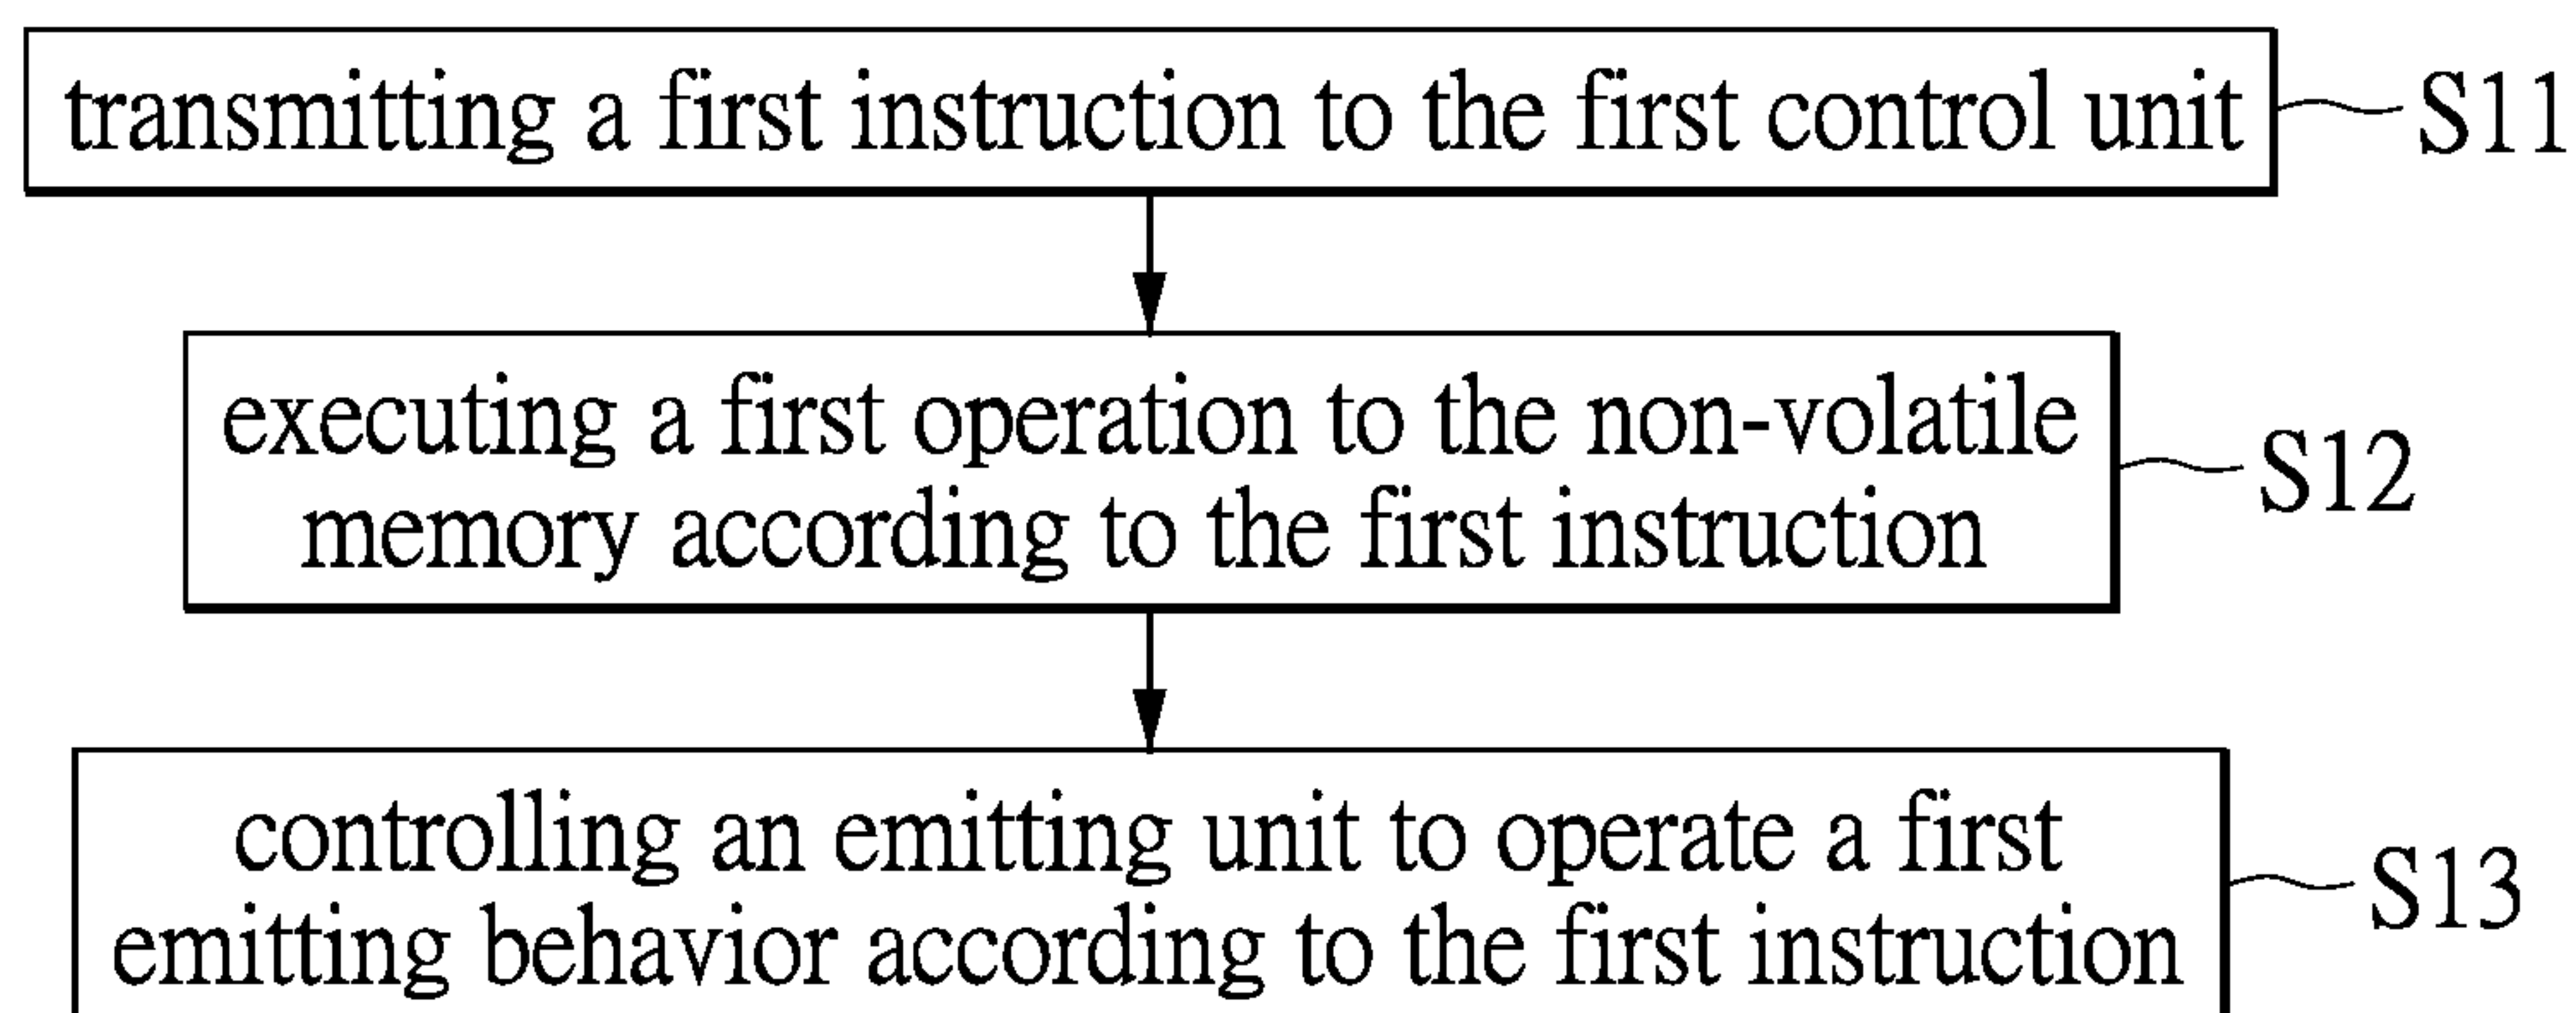 transmitting a first instruction to the first control unit
S11
executing a first operation to the non-volatile
memory according to the first instruction
S12
controlling an emitting unit to operate a first
emitting behavior according to the first instruction
S13